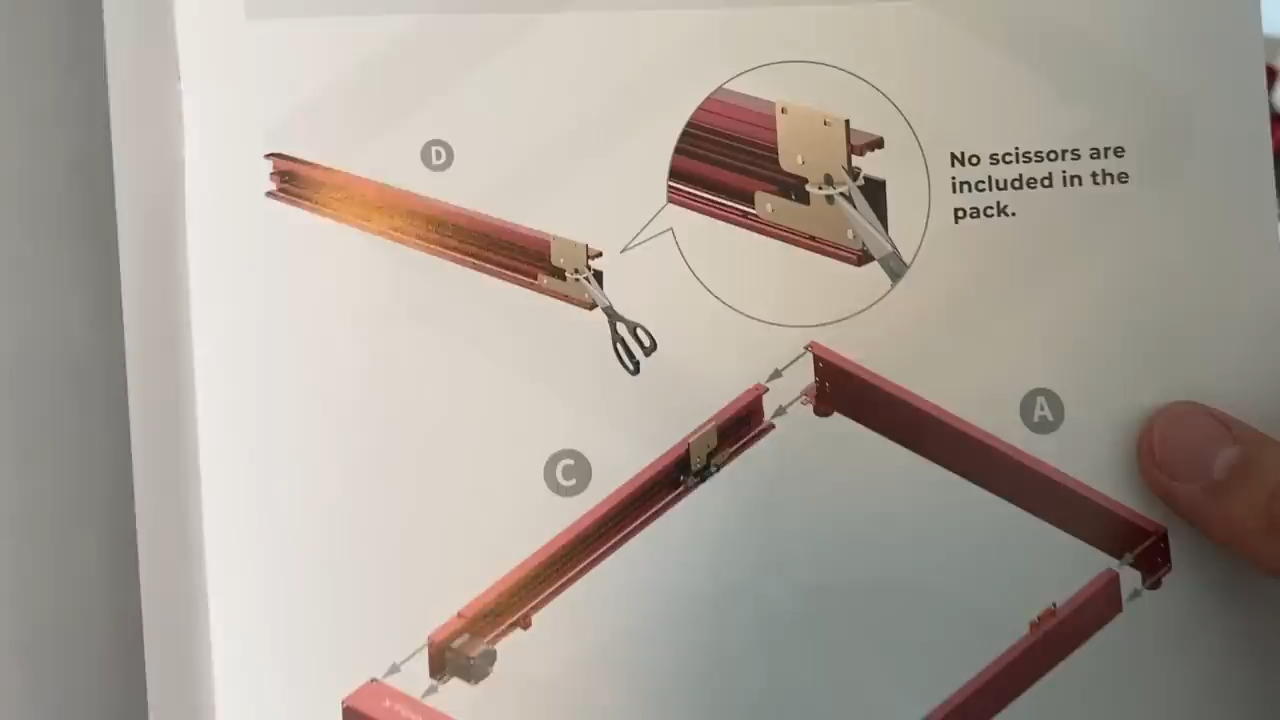 D
No scissors are
included in the
pack.
A
C